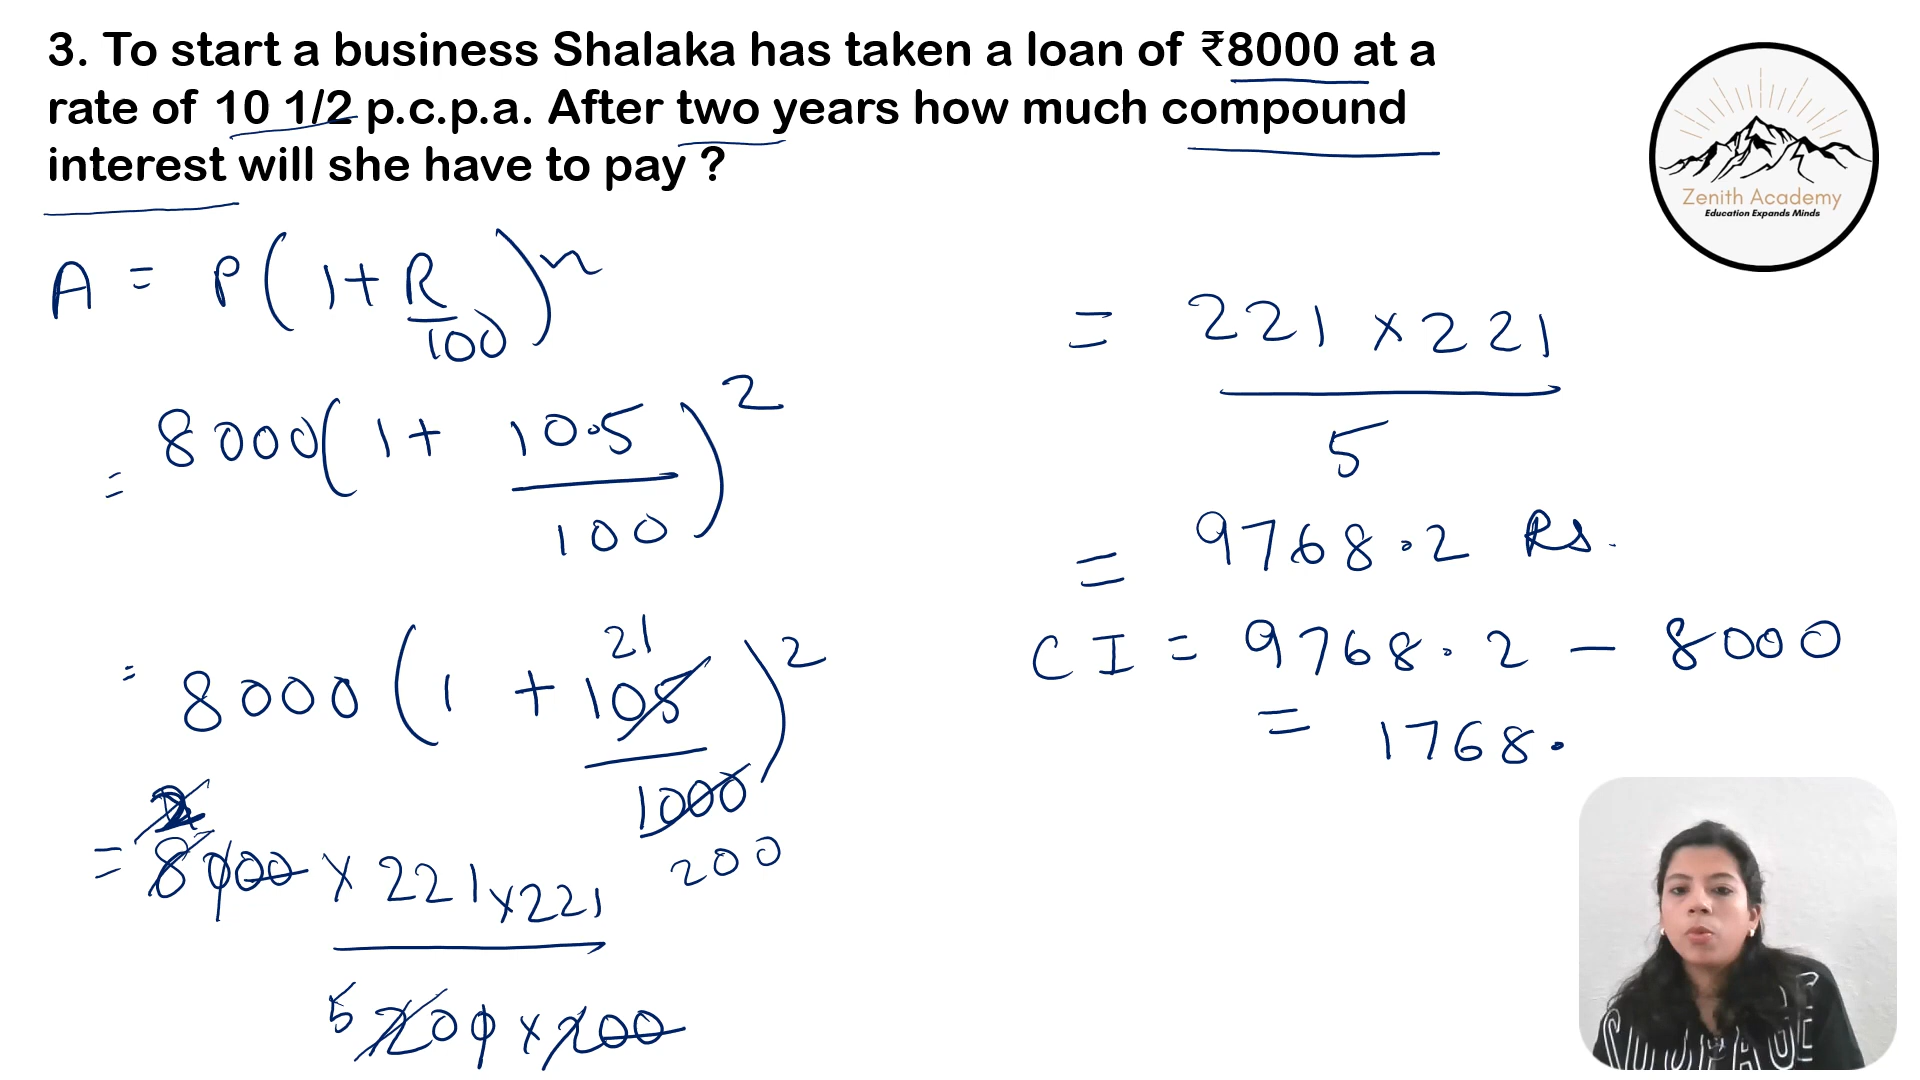 3. To start a business Shalaka has taken a loan of ₹8000 at a
rate of 10 1/2 p.c.p.a. After two years how much compound
interest will she have to pay ?
Zenith Academy
Education Expands Minds
A = P(1+R/100)^n
= 8000(1+ 10.5/100)^2
21
= 8000(1 + 105/1000)^2
200
2
= 8000 x 221x221
5 200 x 200
= 221 x 221
5
= 9768.2 Rs.
CI = 9768.2 - 8000
= 1768.